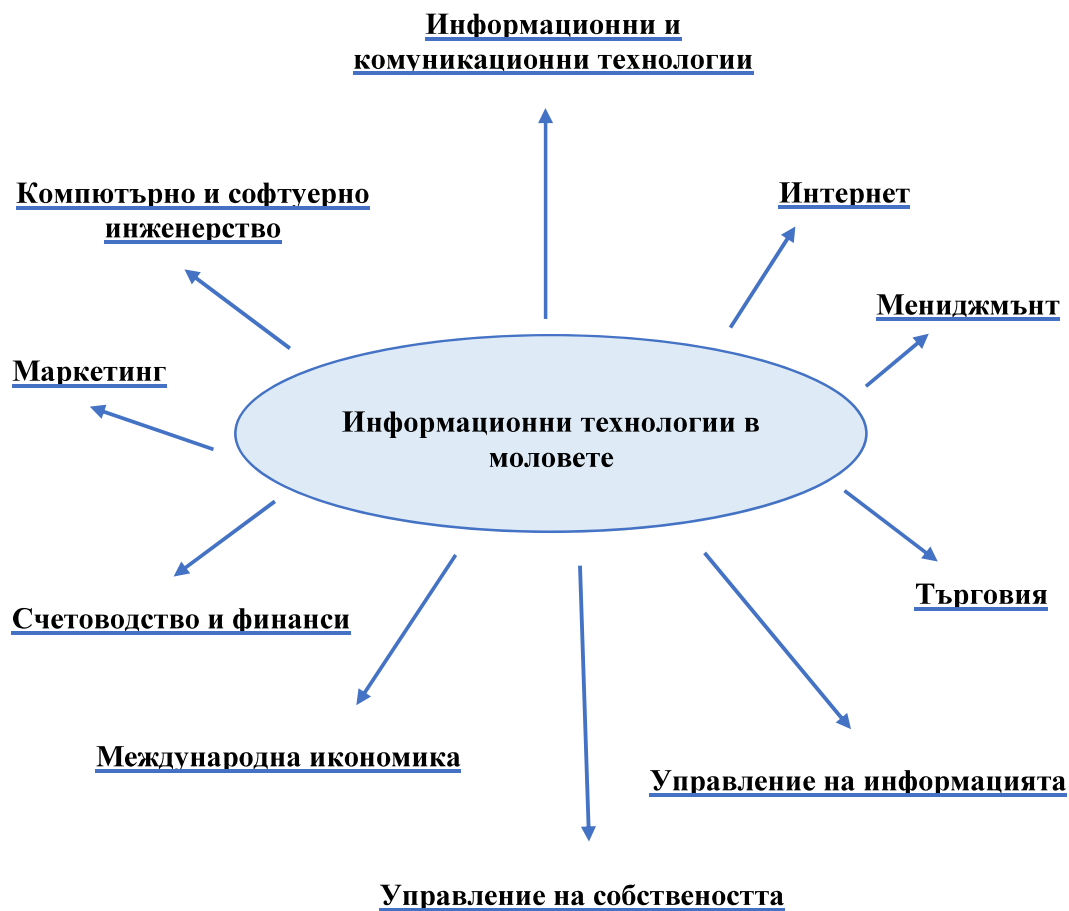 Информационни и
комуникационни технологии
Компютърно и софтуерно
инженерство
Интернет
Мениджмънт
Маркетинг
Информационни технологии в
моловете
Търговия
Счетоводство и финанси
Международна икономика
Управление на информацията
Управление на собствеността